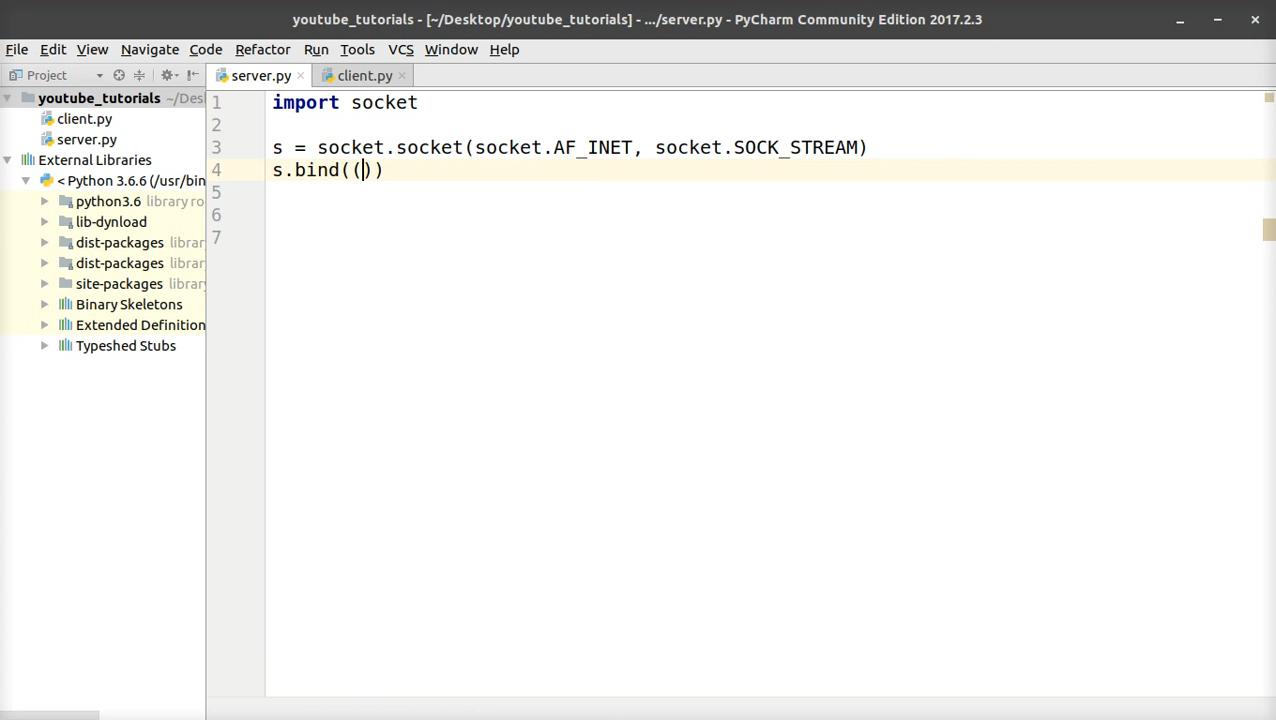 youtube_tutorials - [~/Desktop/youtube_tutorials] - .../server.py - PyCharm Community Edition 2017.2.3
File Edit View Navigate Code Refactor Run Tools VCS Window Help
Project server.py client.py
youtube_tutorials ~/Des
client.py
server.py
External Libraries
< Python 3.6.6 (/usr/bin
python3.6 library ro
lib-dynload
dist-packages librar
dist-packages librar
site-packages library
Binary Skeletons
Extended Definition
Typeshed Stubs
1 import socket
2
3 s = socket.socket(socket.AF_INET, socket.SOCK_STREAM)
4 s.bind(())
5
6
7